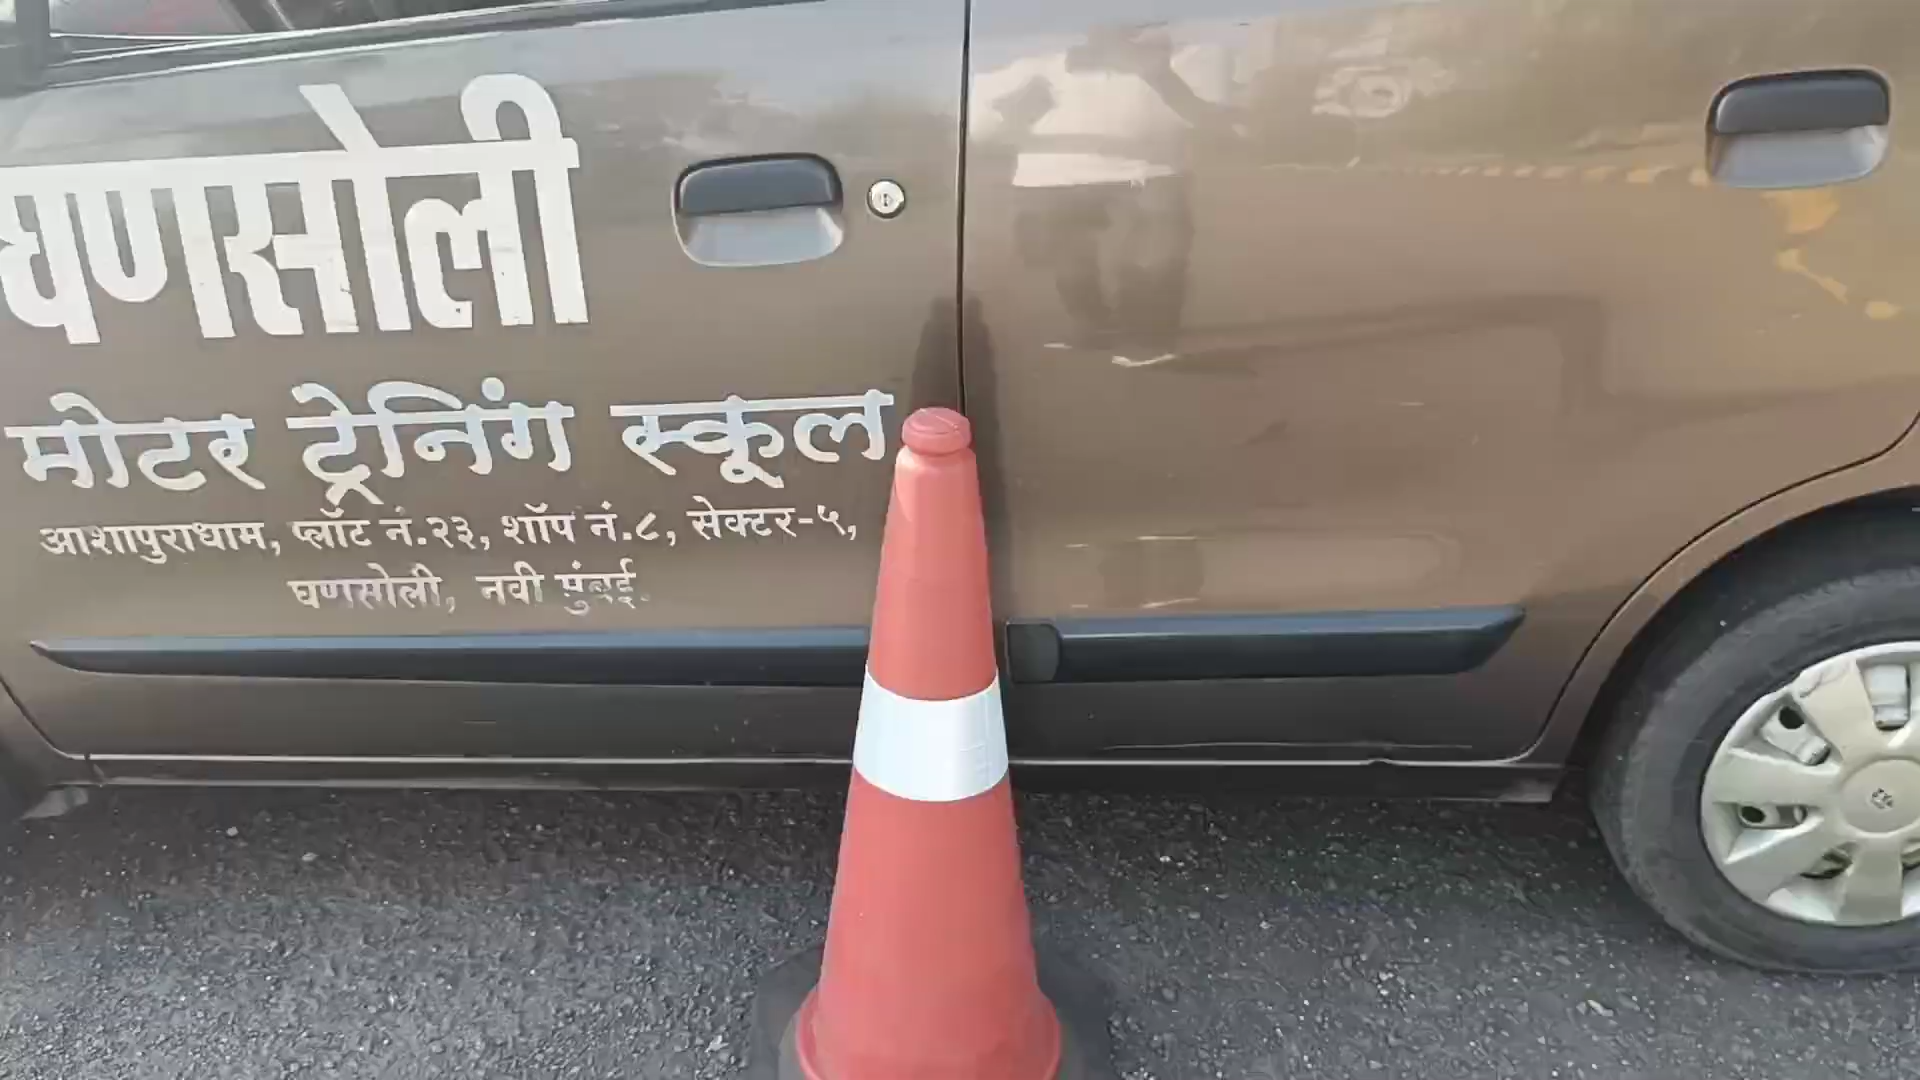 घणसोली
मोटर ट्रेनिंग स्कूल
आशापुराधाम, प्लॉट नं.२३, शॉप नं.८, सेक्टर-५,
घणसोली, नवी मुंबई.